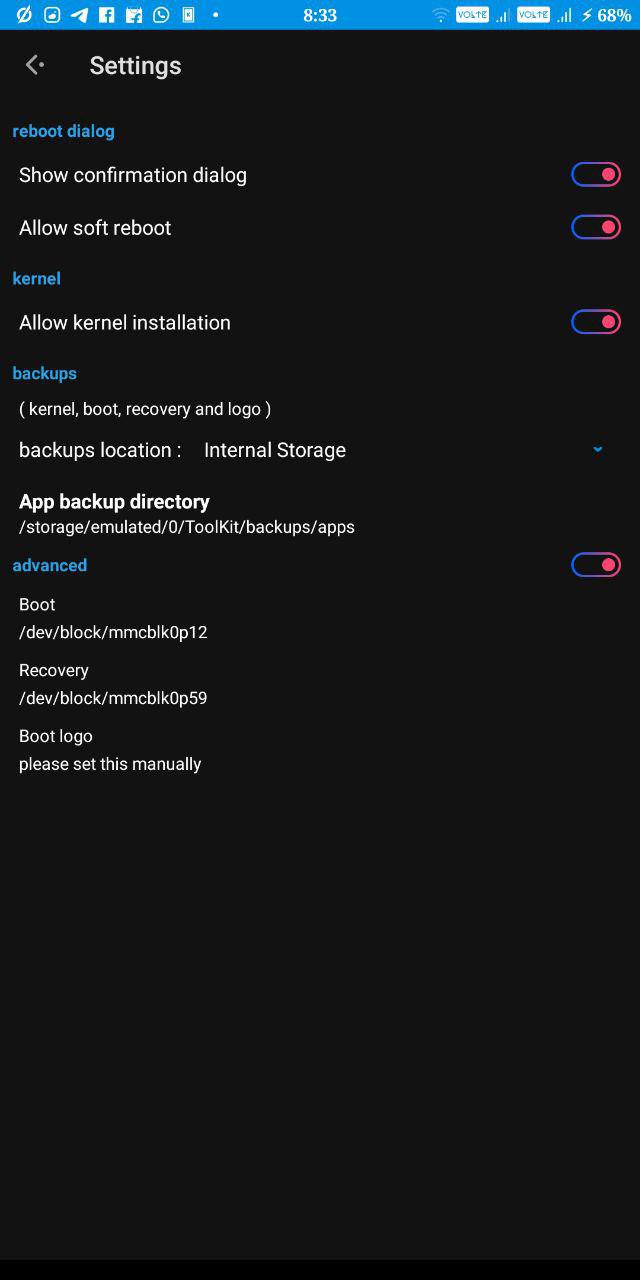 8:33 VOLTE VOLTE 68%
Settings
reboot dialog
Show confirmation dialog
Allow soft reboot
kernel
Allow kernel installation
backups
( kernel, boot, recovery and logo )
backups location : Internal Storage
App backup directory
/storage/emulated/0/ToolKit/backups/apps
advanced
Boot
/dev/block/mmcblk0p12
Recovery
/dev/block/mmcblk0p59
Boot logo
please set this manually